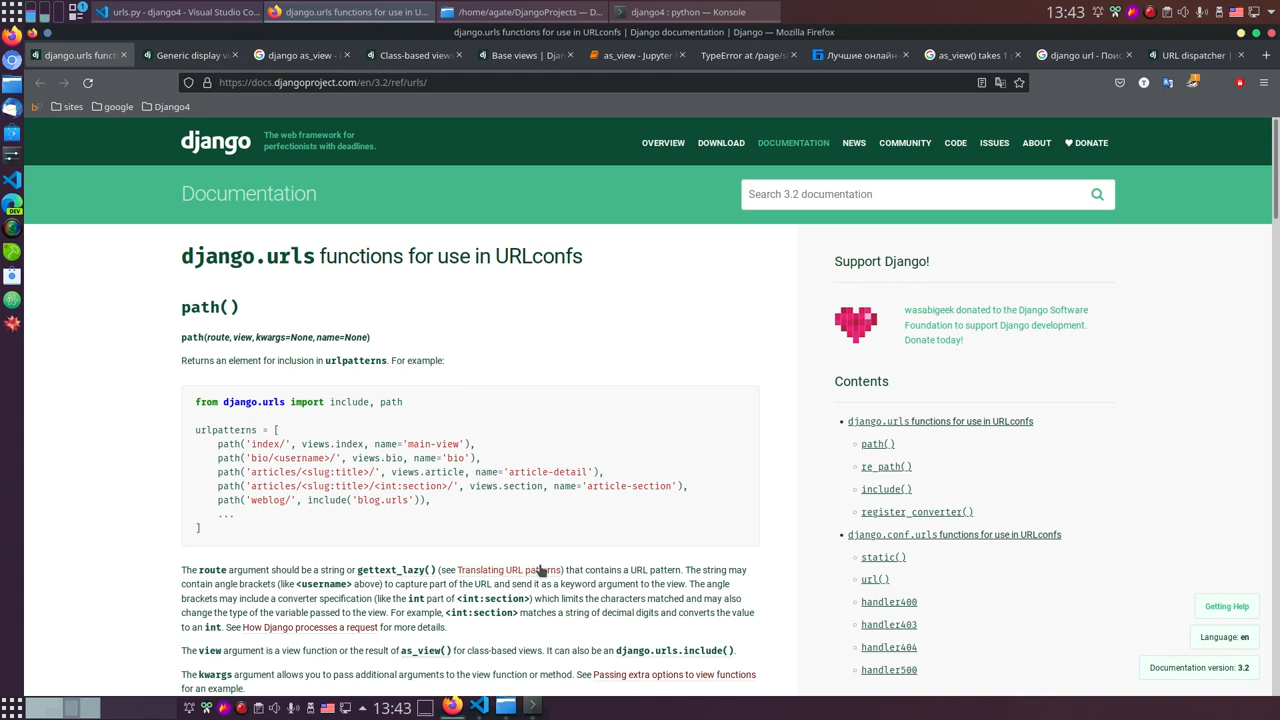 urls.py - django4 - Visual Studio Co...
django.urls functions for use in U...
/home/agate/DjangoProjects — D...
django4 : python — Konsole
13:43
django.urls functions for use in URLconfs | Django documentation | Django — Mozilla Firefox
django.urls funct
Generic display v
django as_view -
Class-based view
Base views | Djan
as_view - Jupyter
TypeError at /page/s
Лучшие онлайн-
as_view() takes 1
django url - Поис
URL dispatcher |
https://docs.djangoproject.com/en/3.2/ref/urls/
sites
google
Django4
django
The web framework for
perfectionists with deadlines.
OVERVIEW DOWNLOAD DOCUMENTATION NEWS COMMUNITY CODE ISSUES ABOUT ♥ DONATE
Documentation
Search 3.2 documentation
django.urls functions for use in URLconfs
path()
path(route, view, kwargs=None, name=None)
Returns an element for inclusion in urlpatterns. For example:
from django.urls import include, path
urlpatterns = [
path('index/', views.index, name='main-view'),
path('bio/<username>/', views.bio, name='bio'),
path('articles/<slug:title>/', views.article, name='article-detail'),
path('articles/<slug:title>/<int:section>/', views.section, name='article-section'),
path('weblog/', include('blog.urls')),
...
]
The route argument should be a string or gettext_lazy() (see Translating URL patterns) that contains a URL pattern. The string may
contain angle brackets (like <username> above) to capture part of the URL and send it as a keyword argument to the view. The angle
brackets may include a converter specification (like the int part of <int:section>) which limits the characters matched and may also
change the type of the variable passed to the view. For example, <int:section> matches a string of decimal digits and converts the value
to an int. See How Django processes a request for more details.
The view argument is a view function or the result of as_view() for class-based views. It can also be an django.urls.include().
The kwargs argument allows you to pass additional arguments to the view function or method. See Passing extra options to view functions
for an example.
Support Django!
wasabigeek donated to the Django Software
Foundation to support Django development.
Donate today!
Contents
django.urls functions for use in URLconfs
path()
re_path()
include()
register_converter()
django.conf.urls functions for use in URLconfs
static()
url()
handler400
handler403
handler404
handler500
Getting Help
Language: en
Documentation version: 3.2
DEV
13:43